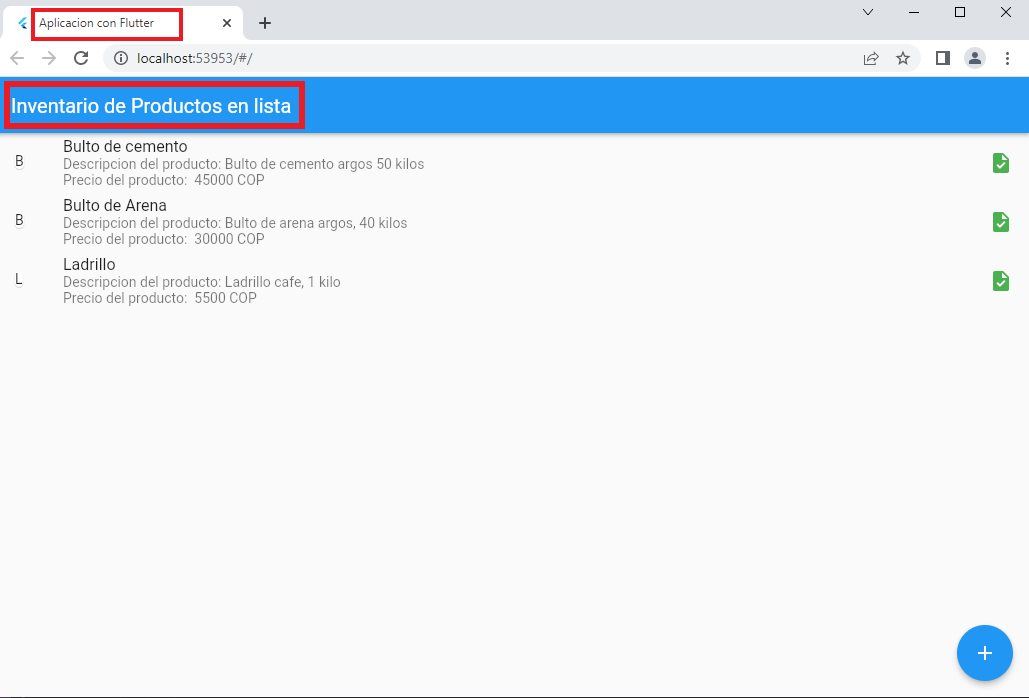 Aplicacion con Flutter
localhost:53953/#/
Inventario de Productos en lista
B
Bulto de cemento
Descripcion del producto: Bulto de cemento argos 50 kilos
Precio del producto:  45000 COP
B
Bulto de Arena
Descripcion del producto: Bulto de arena argos, 40 kilos
Precio del producto:  30000 COP
L
Ladrillo
Descripcion del producto: Ladrillo cafe, 1 kilo
Precio del producto:  5500 COP